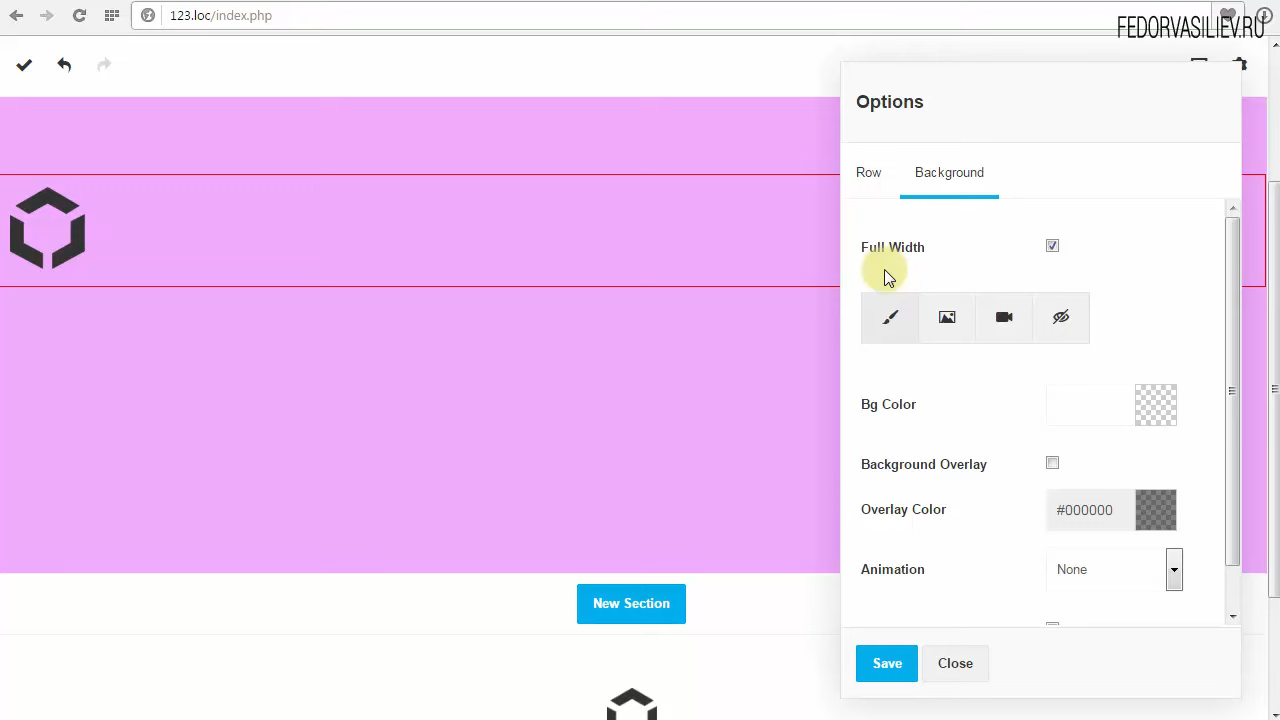 123.loc/index.php
FEDORVASILIEV.RU
Options
Row Background
Full Width
Bg Color
Background Overlay
Overlay Color #000000
Animation None
New Section
Save Close